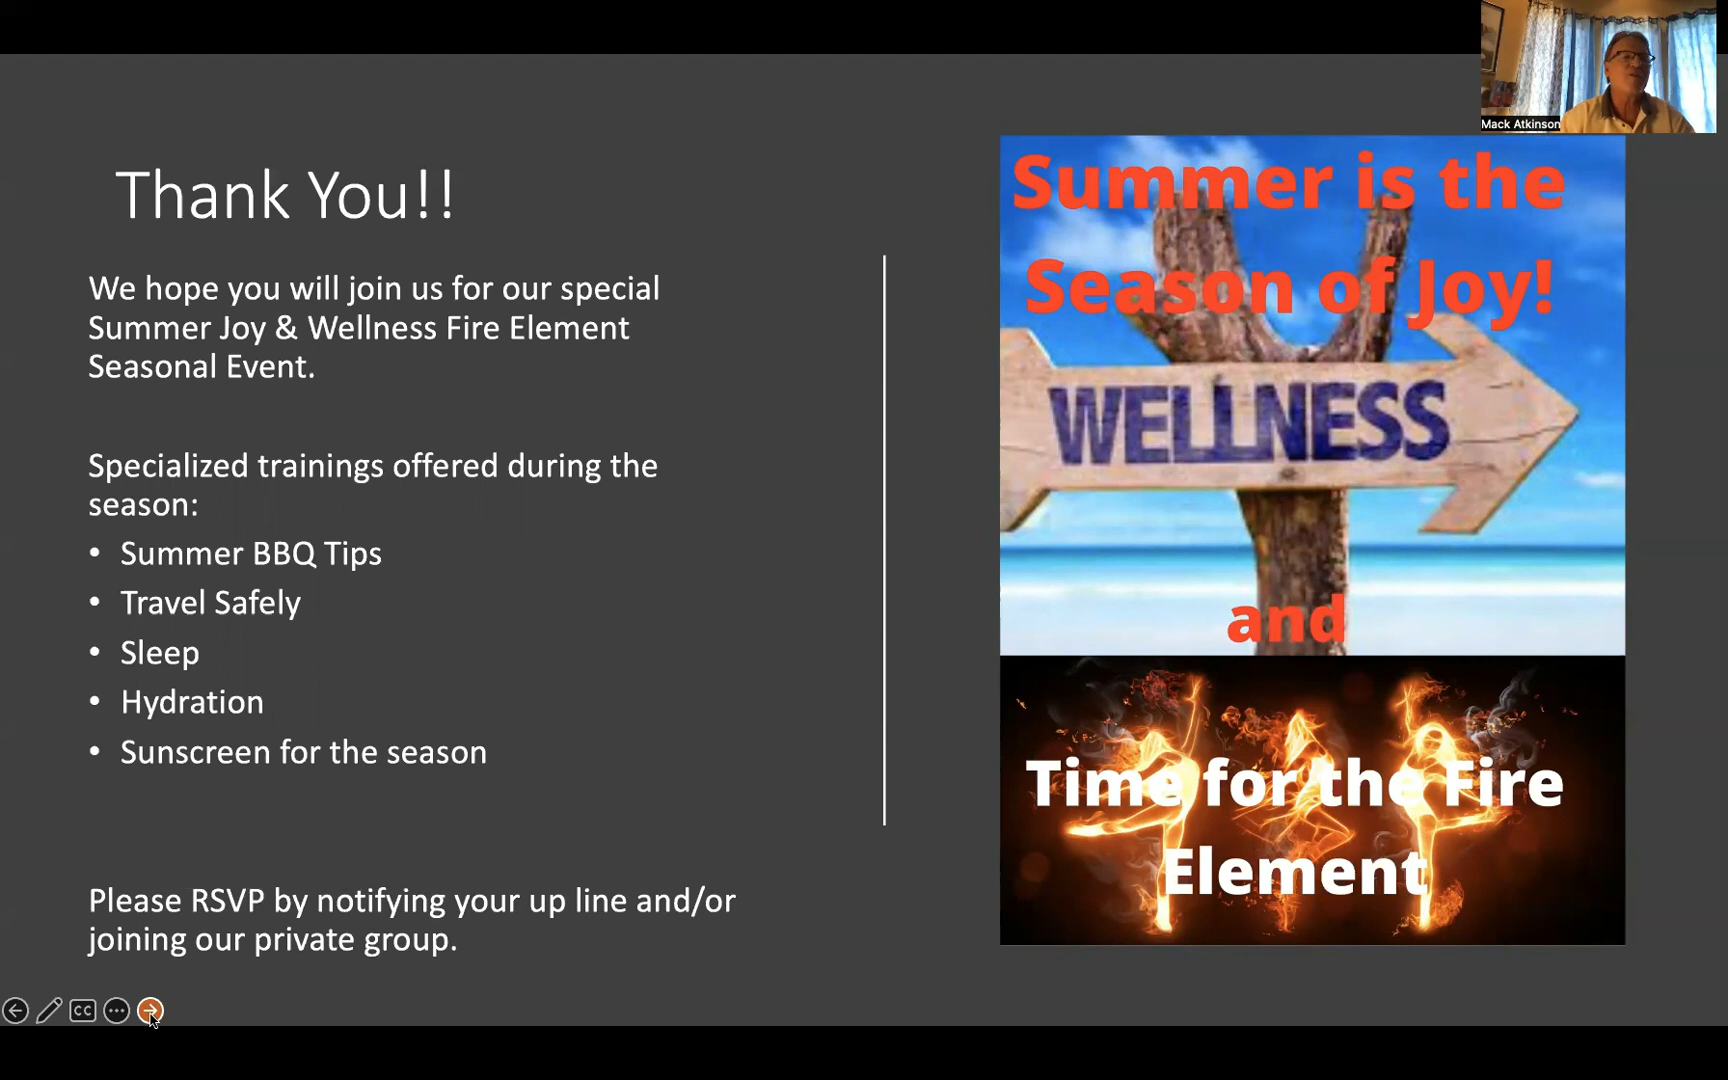 Mack Atkinson
Thank You!!
We hope you will join us for our special
Summer Joy & Wellness Fire Element
Seasonal Event.
Specialized trainings offered during the
season:
• Summer BBQ Tips
• Travel Safely
• Sleep
• Hydration
• Sunscreen for the season
Please RSVP by notifying your up line and/or
joining our private group.
Summer is the
Season of Joy!
WELLNESS
and
Time for the Fire
Element
CC